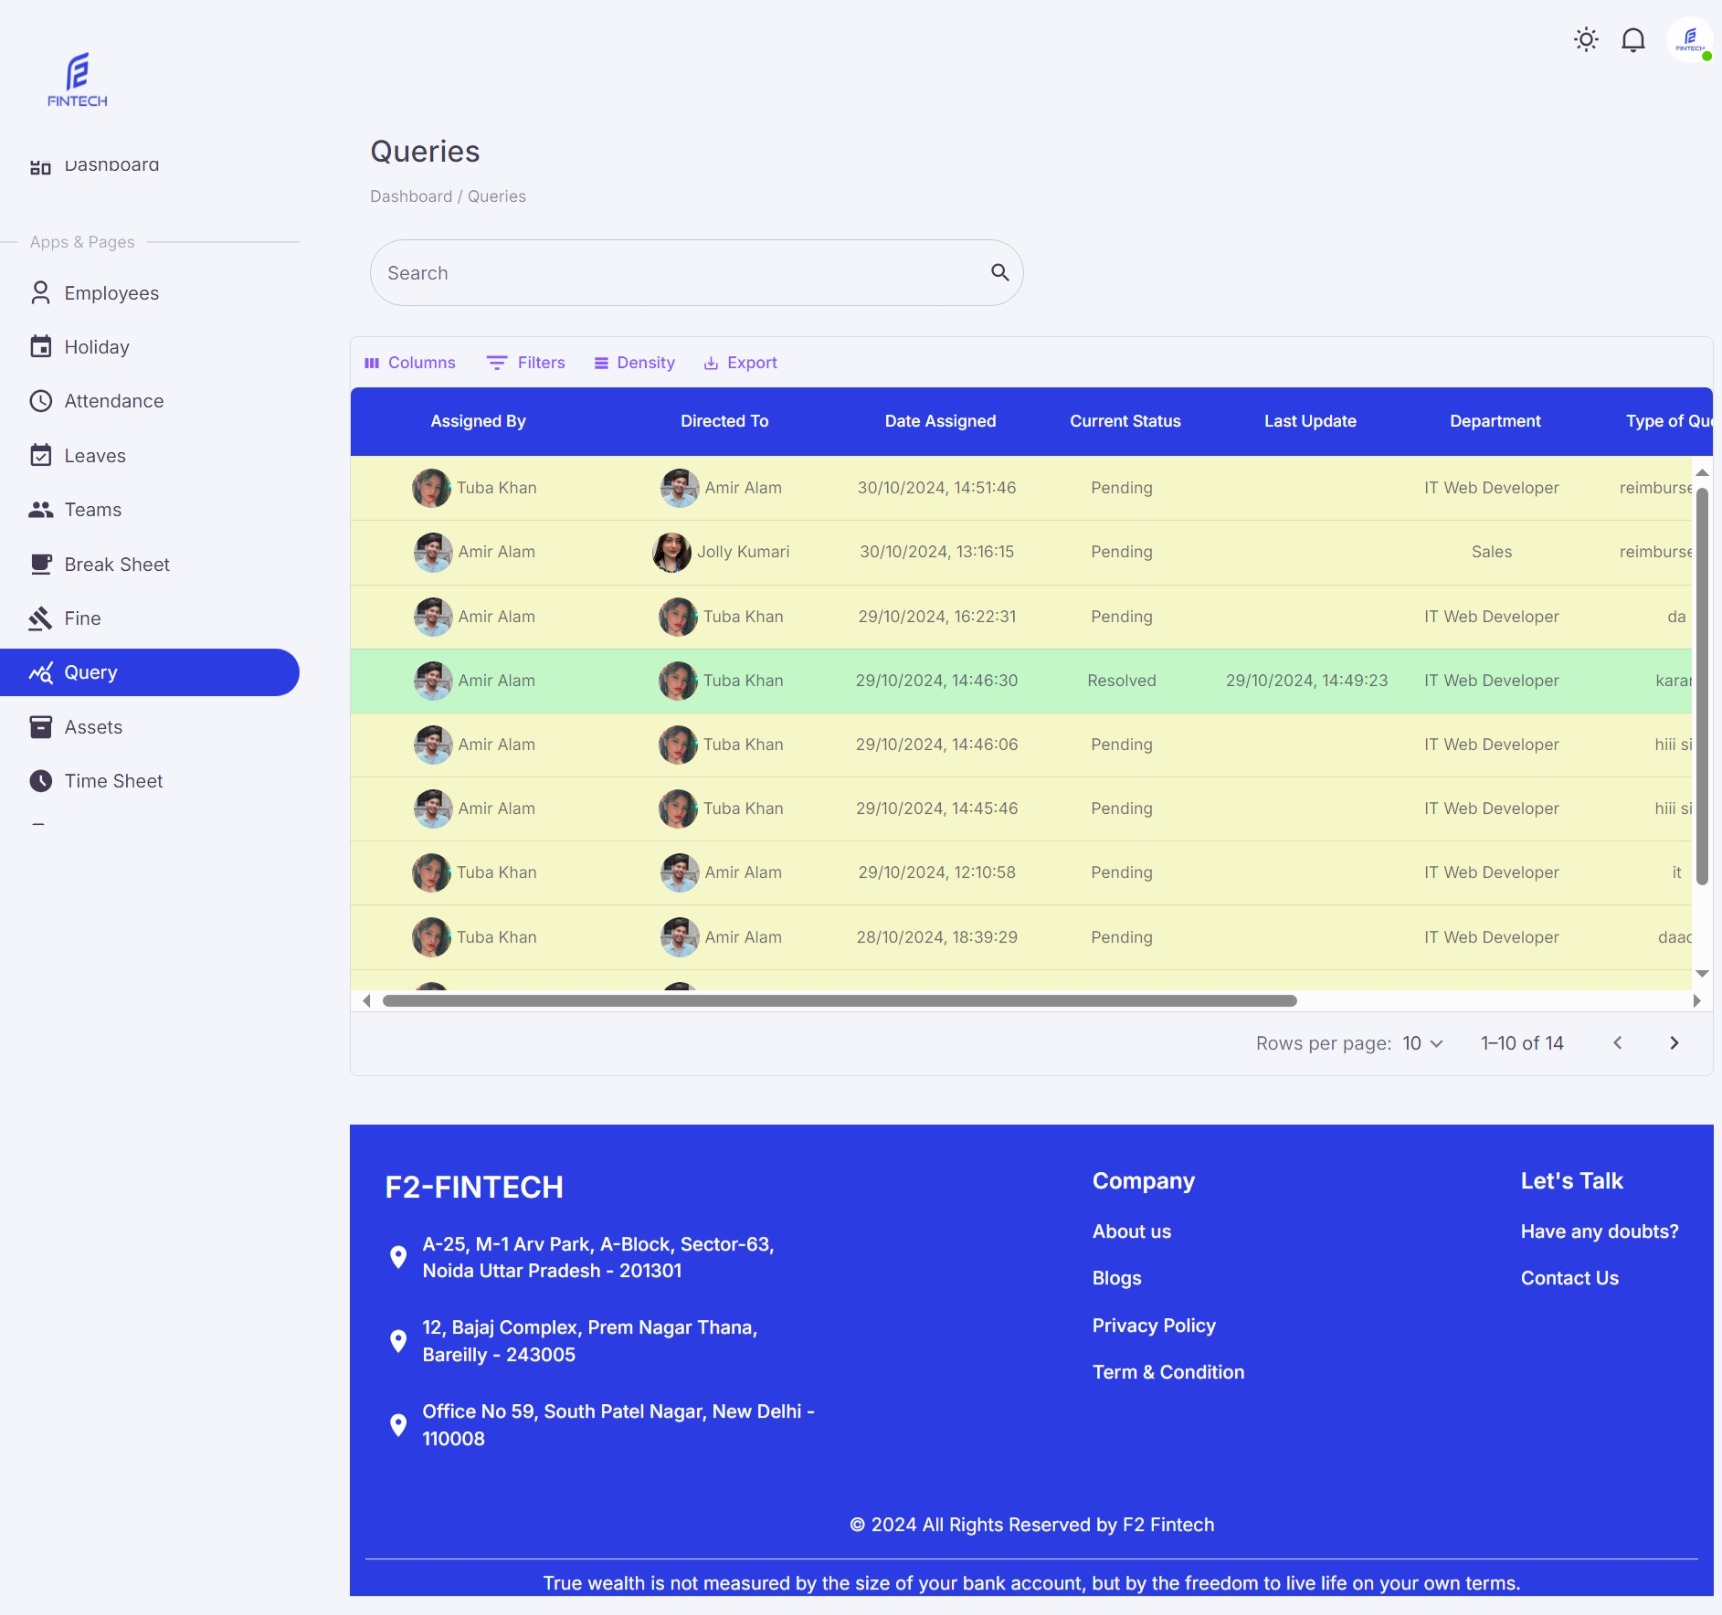 FINTECH
FINTECH
Dashboard
Apps & Pages
Employees
Holiday
Attendance
Leaves
Teams
Break Sheet
Fine
Query
Assets
Time Sheet
Queries
Dashboard / Queries
Search
Columns Filters Density Export
Assigned By Directed To Date Assigned Current Status Last Update Department Type of Que
Tuba Khan Amir Alam 30/10/2024, 14:51:46 Pending IT Web Developer reimburse
Amir Alam Jolly Kumari 30/10/2024, 13:16:15 Pending Sales reimburse
Amir Alam Tuba Khan 29/10/2024, 16:22:31 Pending IT Web Developer da
Amir Alam Tuba Khan 29/10/2024, 14:46:30 Resolved 29/10/2024, 14:49:23 IT Web Developer karan
Amir Alam Tuba Khan 29/10/2024, 14:46:06 Pending IT Web Developer hiii si
Amir Alam Tuba Khan 29/10/2024, 14:45:46 Pending IT Web Developer hiii si
Tuba Khan Amir Alam 29/10/2024, 12:10:58 Pending IT Web Developer it
Tuba Khan Amir Alam 28/10/2024, 18:39:29 Pending IT Web Developer daad
Rows per page: 10 1–10 of 14
F2-FINTECH
A-25, M-1 Arv Park, A-Block, Sector-63,
Noida Uttar Pradesh - 201301
12, Bajaj Complex, Prem Nagar Thana,
Bareilly - 243005
Office No 59, South Patel Nagar, New Delhi -
110008
Company
About us
Blogs
Privacy Policy
Term & Condition
Let's Talk
Have any doubts?
Contact Us
© 2024 All Rights Reserved by F2 Fintech
True wealth is not measured by the size of your bank account, but by the freedom to live life on your own terms.